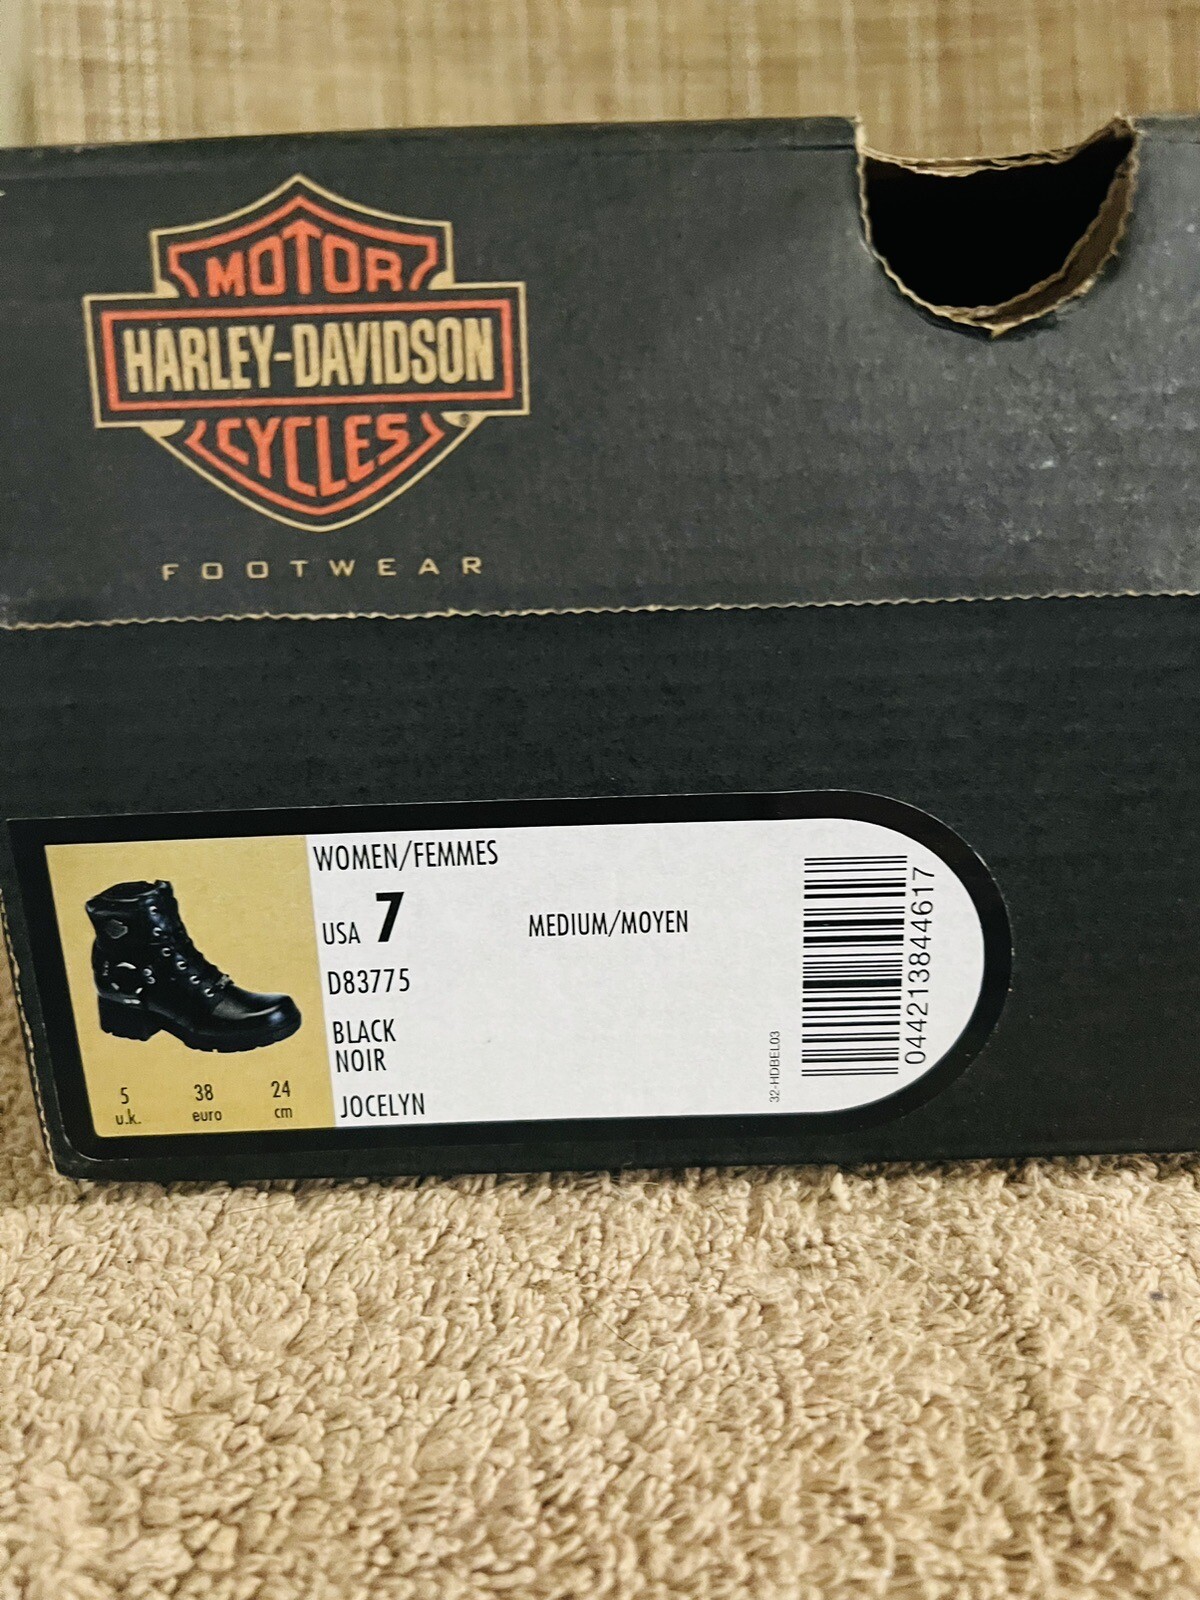 MOTOR
HARLEY-DAVIDSON
CYCLES
®
FOOTWEAR
WOMEN/FEMMES
USA 7 MEDIUM/MOYEN
D83775
BLACK
NOIR
JOCELYN
5 38 24
u.k. euro cm
32-HDBEL03
044213844617